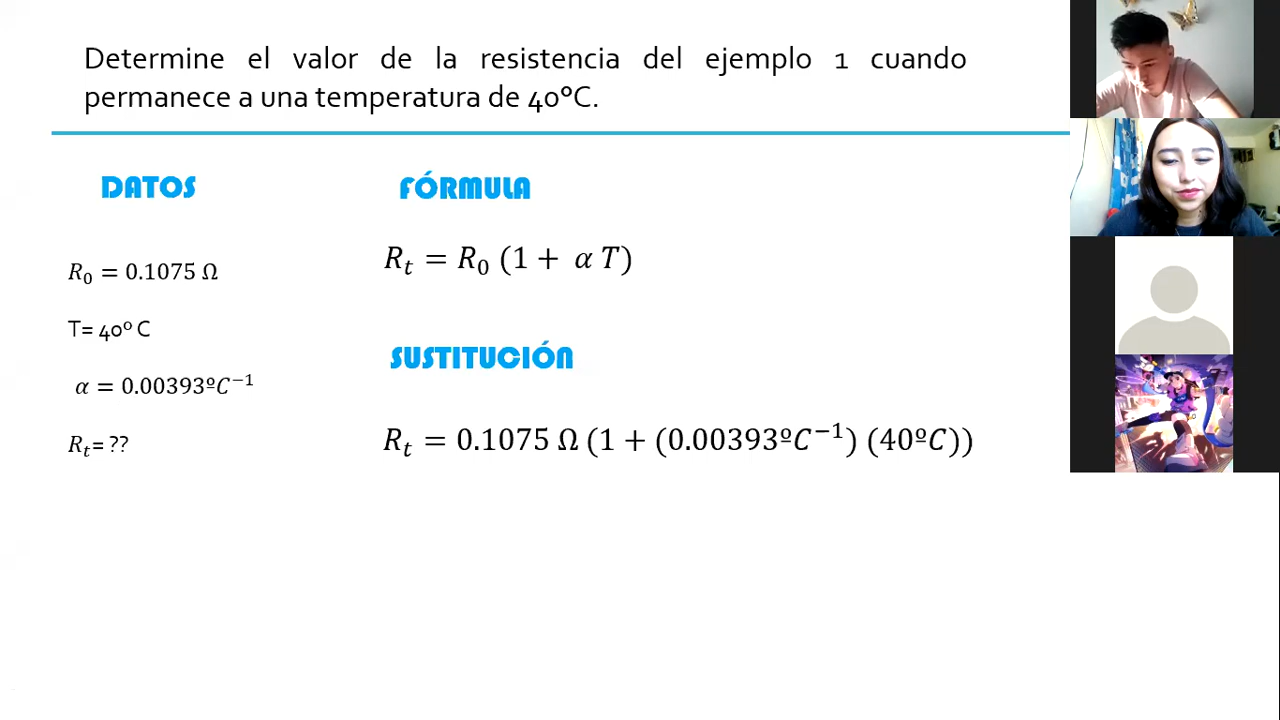 Determine el valor de la resistencia del ejemplo 1 cuando
permanece a una temperatura de 40°C.
DATOS
R₀ = 0.1075 Ω
T= 40º C
α = 0.00393ºC⁻¹
Rₜ= ??
FÓRMULA
Rₜ = R₀ (1 + α T)
SUSTITUCIÓN
Rₜ = 0.1075 Ω (1 + (0.00393ºC⁻¹) (40ºC))